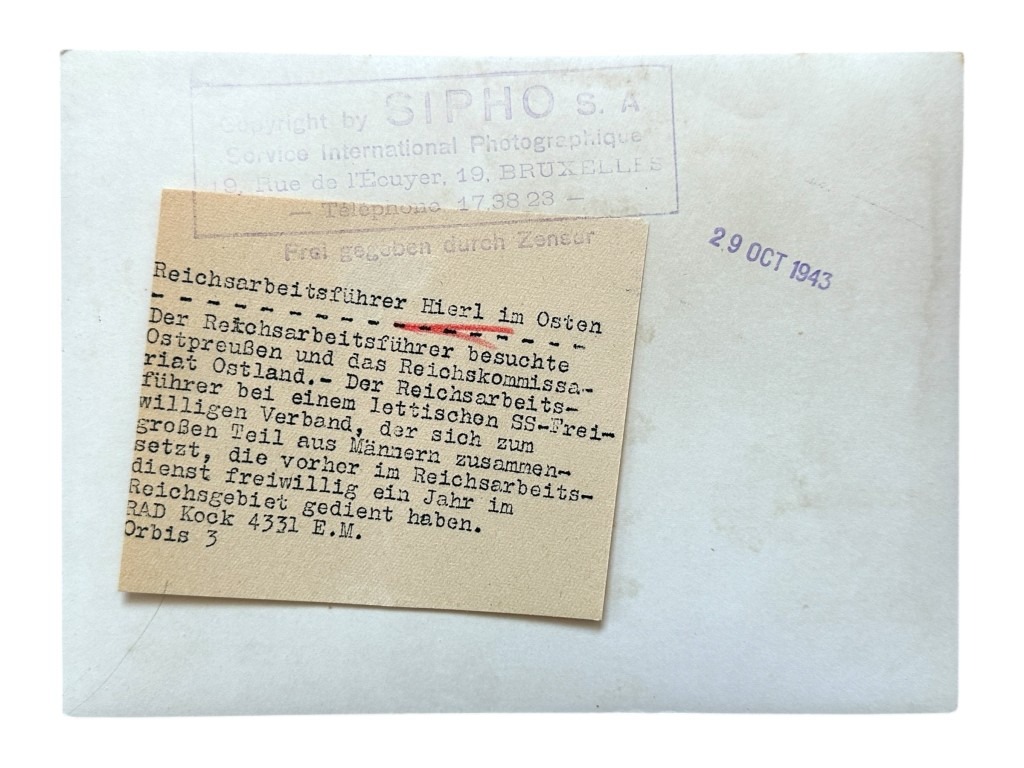 Copyright by SIPHO S. A
Service International Photographique
19, Rue de l'Écuyer, 19, BRUXELLES
— Téléphone 17.38 23 —
Frei gegeben durch Zensur
29 OCT 1943
Reichsarbeitsführer Hierl im Osten
Der Reichsarbeitsführer besuchte
Ostpreußen und das Reichskommissa-
riat Ostland.- Der Reichsarbeits-
führer bei einem lettischen SS-Frei-
willigen Verband, der sich zum
großen Teil aus Männern zusammen-
setzt, die vorher im Reichsarbeits-
dienst freiwillig ein Jahr im
Reichsgebiet gedient haben.
RAD Kock 4331 E.M.
Orbis 3